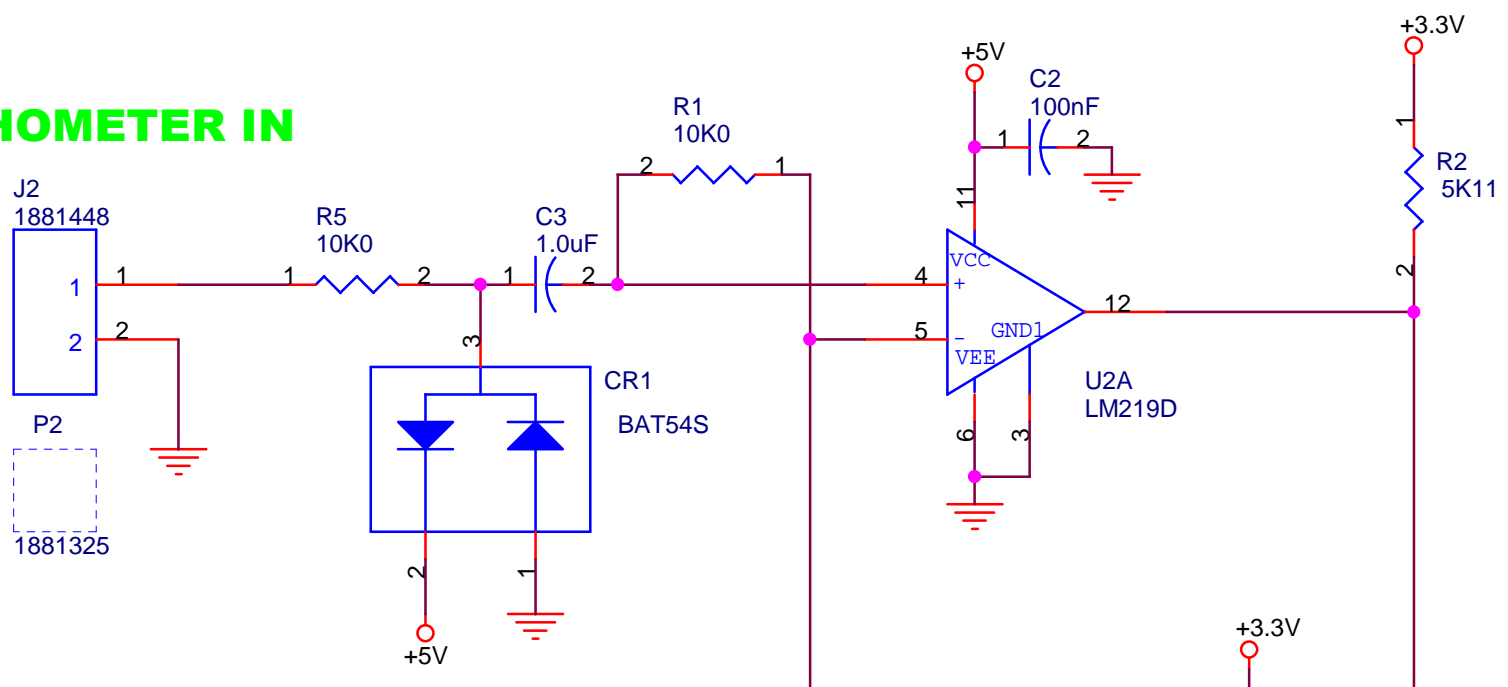 HOMETER IN
J2
1881448
1
2
1
2
P2
1881325
R5
10K0
1
2
C3
1.0uF
1
2
3
CR1
BAT54S
2
1
+5V
R1
10K0
2
1
+5V
C2
100nF
1
2
11
VCC
4
+
5
-
GND1
VEE
12
6
3
U2A
LM219D
+3.3V
1
R2
5K11
2
+3.3V